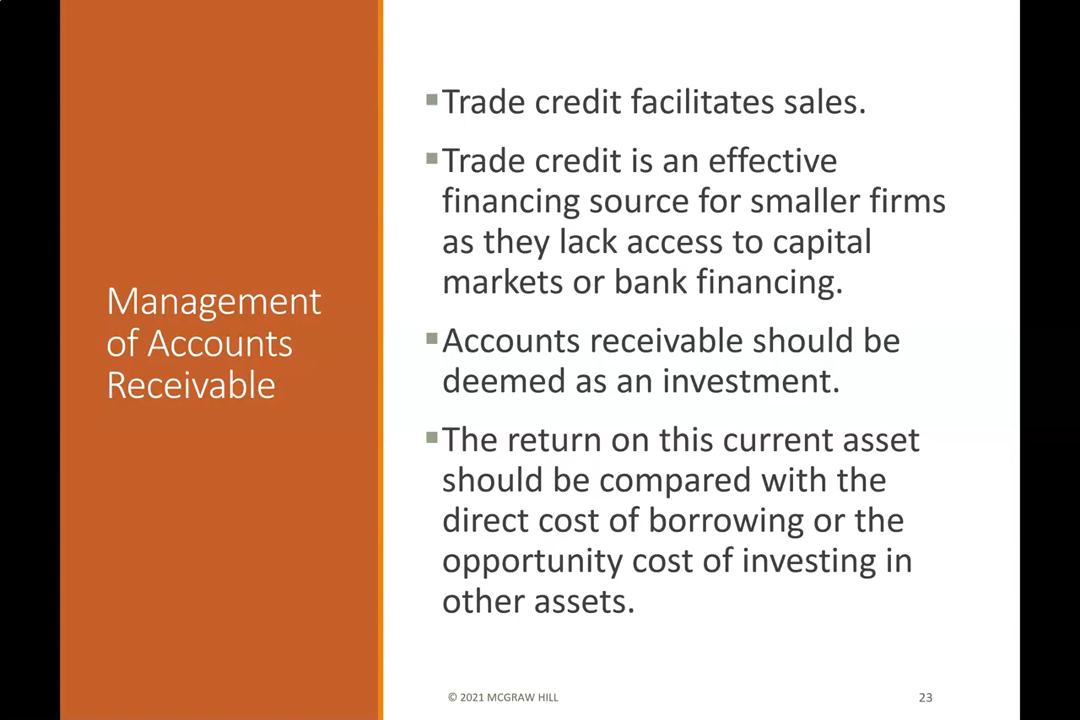 Management
of Accounts
Receivable
▪Trade credit facilitates sales.
▪Trade credit is an effective
financing source for smaller firms
as they lack access to capital
markets or bank financing.
▪Accounts receivable should be
deemed as an investment.
▪The return on this current asset
should be compared with the
direct cost of borrowing or the
opportunity cost of investing in
other assets.
© 2021 MCGRAW HILL
23